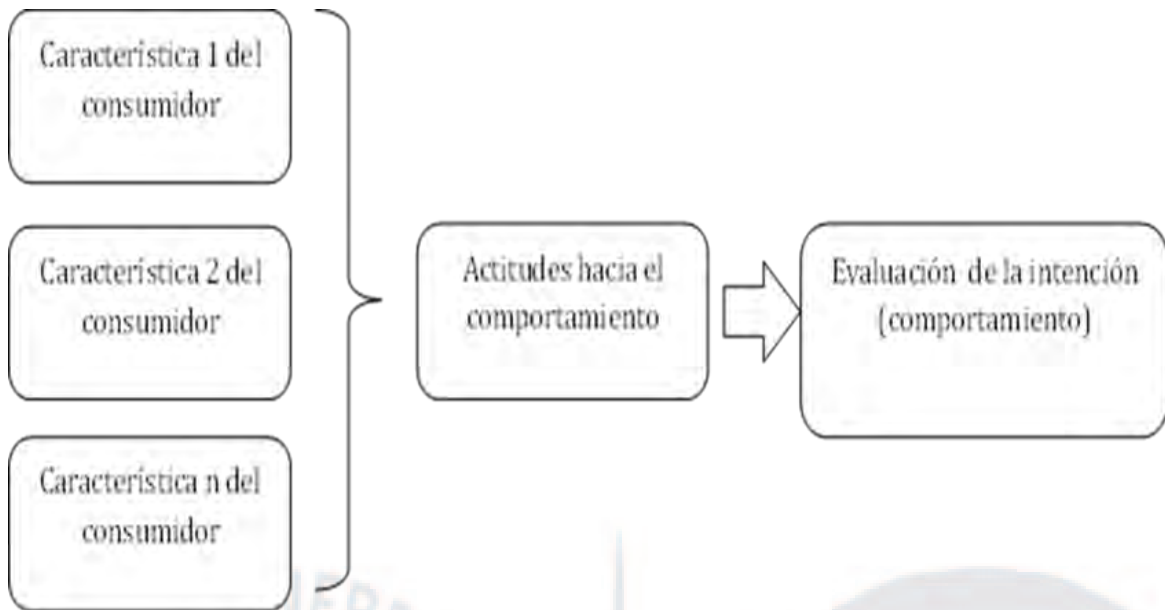 Característica 1 del
consumidor
Característica 2 del
consumidor
Característica n del
consumidor
Actitudes hacia el
comportamiento
Evaluación de la intención
(comportamiento)